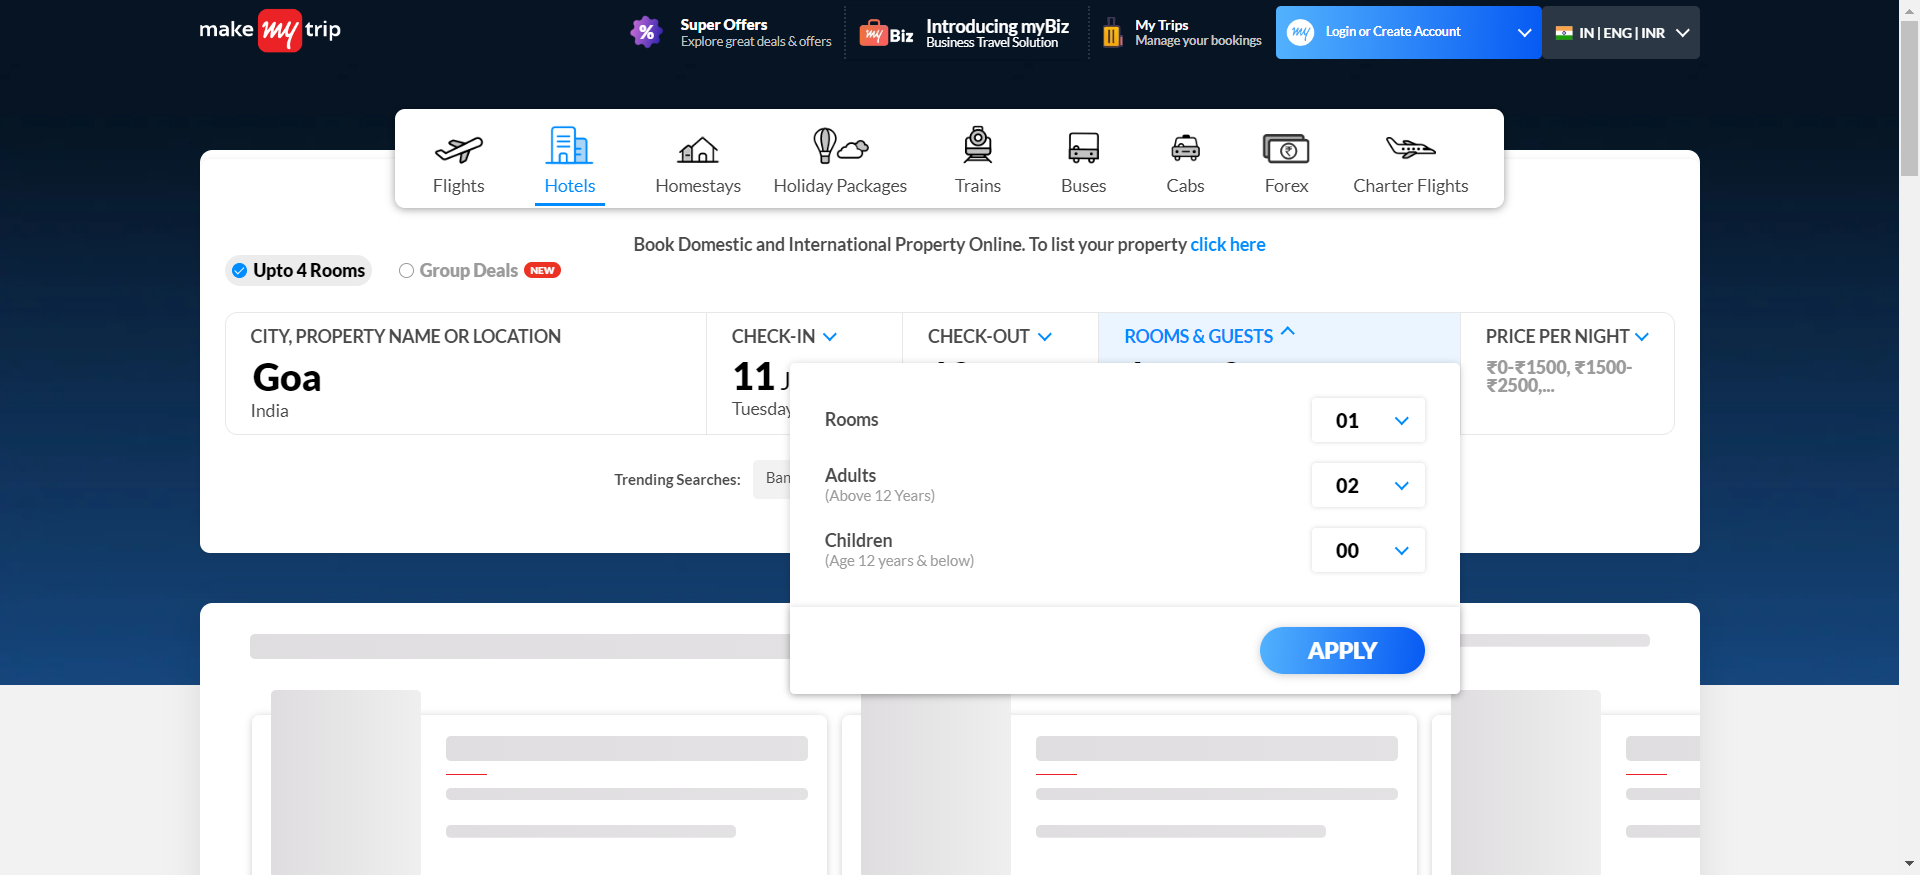 make my trip
%
Super Offers
Explore great deals & offers
my Biz
Introducing myBiz
Business Travel Solution
My Trips
Manage your bookings
my
Login or Create Account
IN | ENG | INR
Flights
Hotels
Homestays
Holiday Packages
Trains
Buses
Cabs
Forex
Charter Flights
Book Domestic and International Property Online. To list your property click here
Upto 4 Rooms
Group Deals NEW
CITY, PROPERTY NAME OR LOCATION
Goa
India
CHECK-IN
11 J
Tuesday
CHECK-OUT
ROOMS & GUESTS
PRICE PER NIGHT
₹0-₹1500, ₹1500-
₹2500,...
Trending Searches:
Ban
Rooms
01
Adults
(Above 12 Years)
02
Children
(Age 12 years & below)
00
APPLY